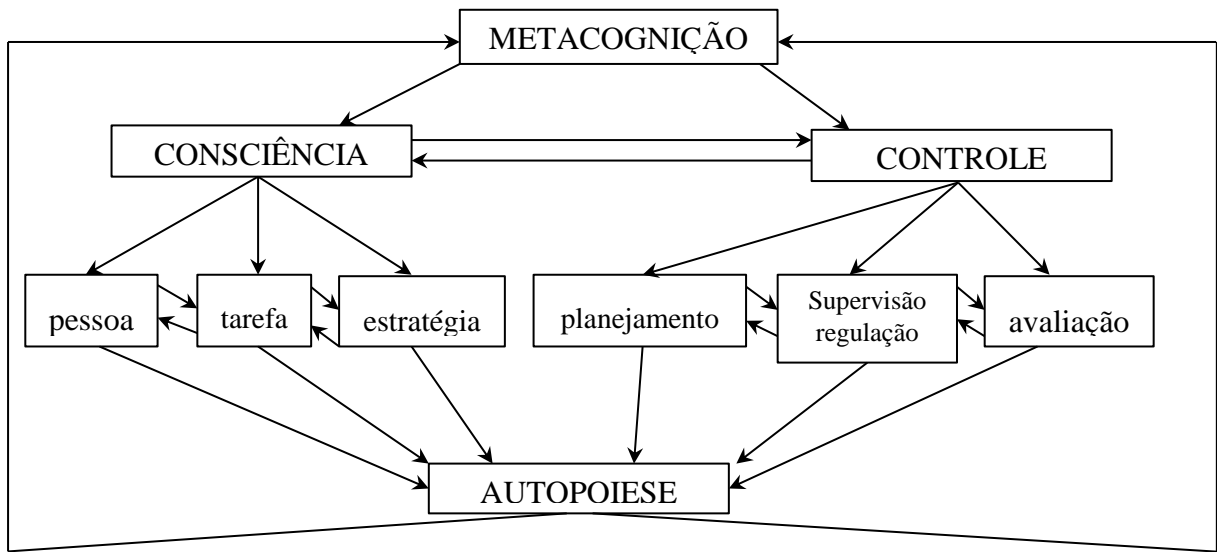 METACOGNIÇÃO
CONSCIÊNCIA
CONTROLE
pessoa
tarefa
estratégia
planejamento
Supervisão
regulação
avaliação
AUTOPOIESE